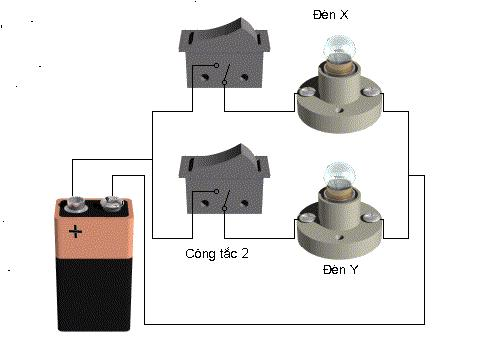 Đèn X
+
Công tắc 2
Đèn Y